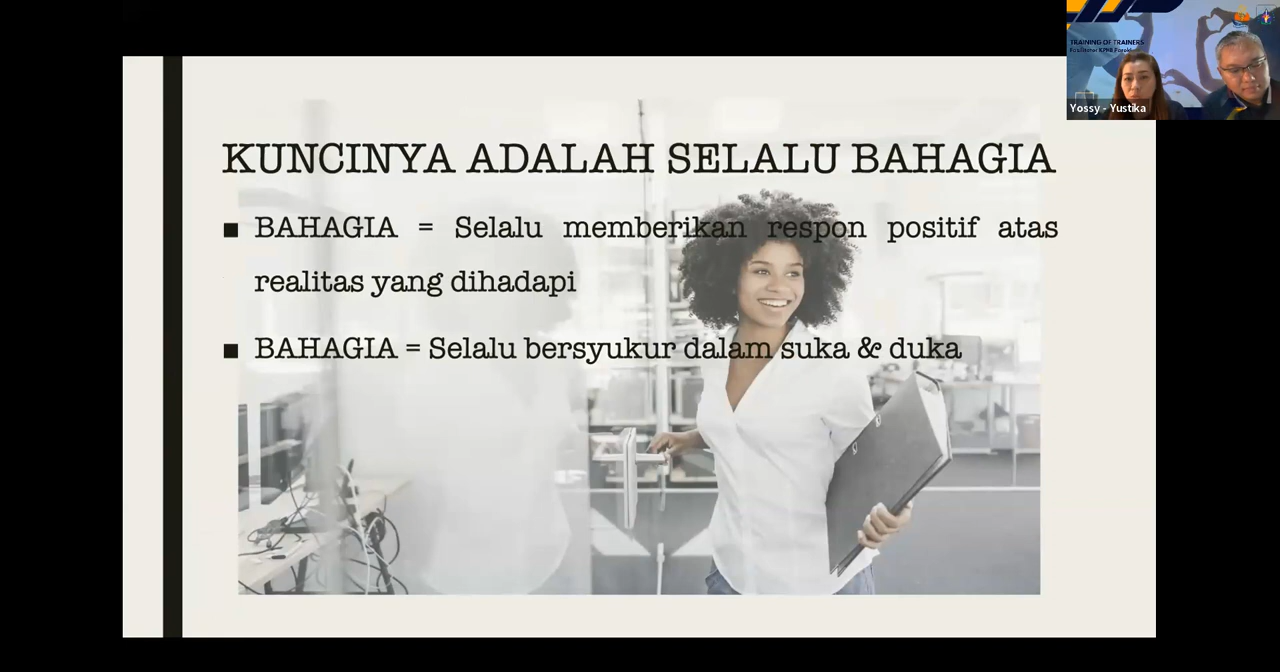 KUNCINYA ADALAH SELALU BAHAGIA
BAHAGIA = Selalu memberikan respon positif atas
realitas yang dihadapi
BAHAGIA = Selalu bersyukur dalam suka & duka
TRAINING OF TRAINERS
Yossy - Yustika